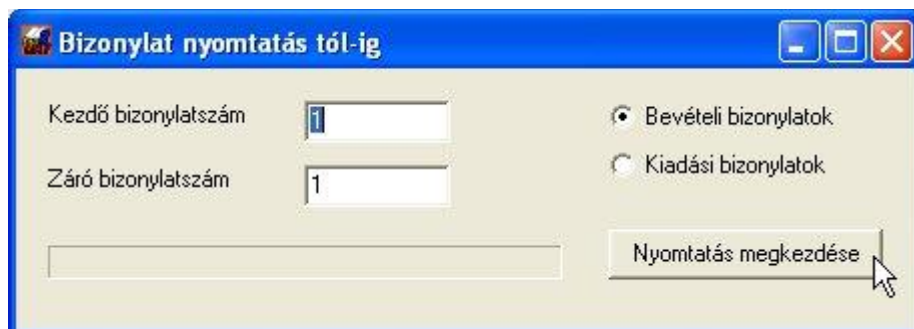 Bizonylat nyomtatás tól-ig
Kezdő bizonylatszám 1
Bevételi bizonylatok
Záró bizonylatszám 1
Kiadási bizonylatok
Nyomtatás megkezdése